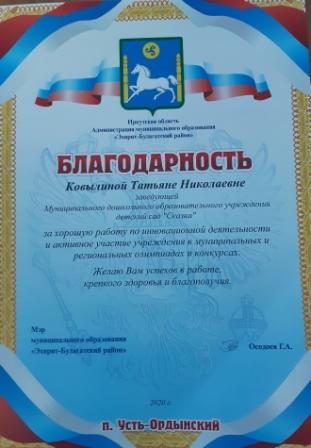 Иркутская область
Администрация муниципального образования
«Эхирит-Булагатский район»
БЛАГОДАРНОСТЬ
Ковылиной Татьяне Николаевне
заведующей
Муниципального дошкольного образовательного учреждения
детский сад "Сказка"
за хорошую работу по инновационной деятельности
и активное участие учреждения в муниципальных и
региональных олимпиадах и конкурсах.
Желаю Вам успехов в работе,
крепкого здоровья и благополучия.
Мэр
муниципального образования
«Эхирит-Булагатский район»
Осодоев Г.А.
2020 г.
п. Усть-Ордынский